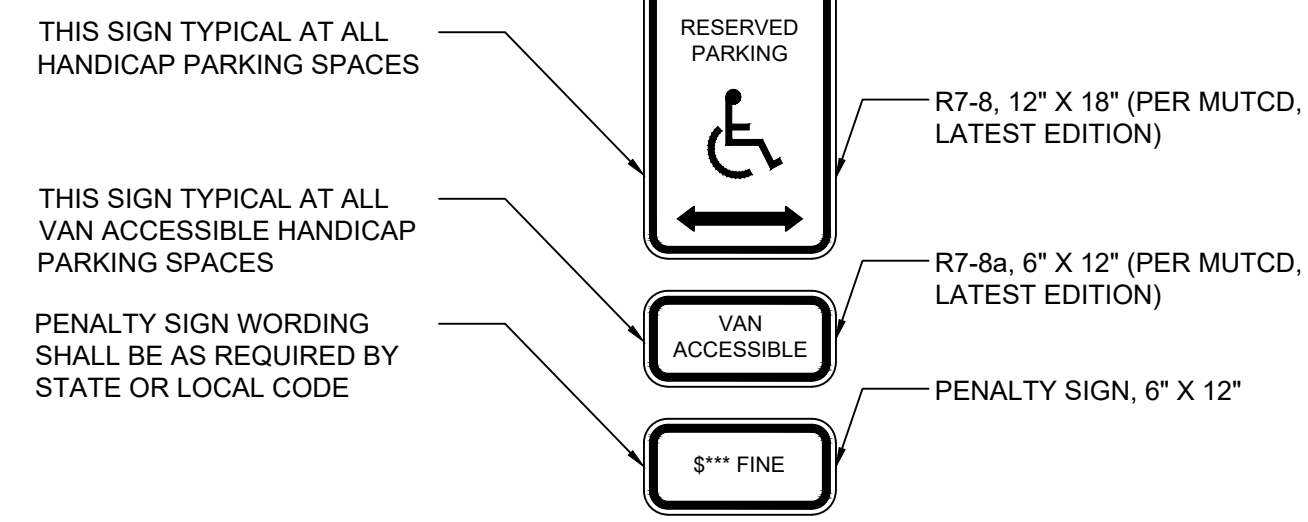 THIS SIGN TYPICAL AT ALL
HANDICAP PARKING SPACES
RESERVED
PARKING
R7-8, 12" X 18" (PER MUTCD,
LATEST EDITION)
THIS SIGN TYPICAL AT ALL
VAN ACCESSIBLE HANDICAP
PARKING SPACES
R7-8a, 6" X 12" (PER MUTCD,
LATEST EDITION)
VAN
ACCESSIBLE
PENALTY SIGN WORDING
SHALL BE AS REQUIRED BY
STATE OR LOCAL CODE
PENALTY SIGN, 6" X 12"
$*** FINE